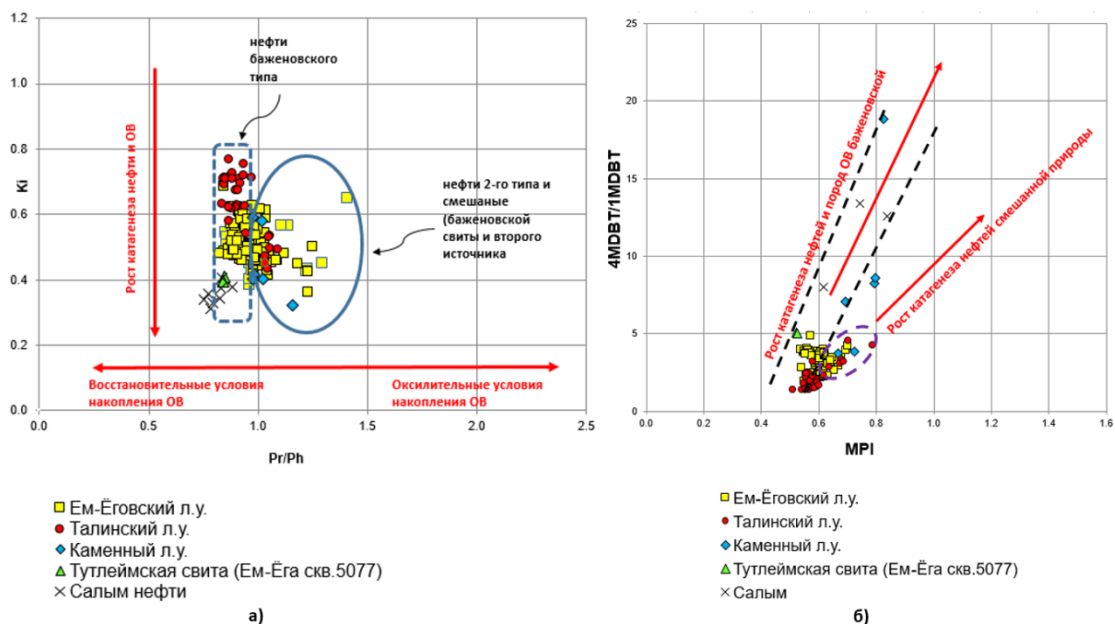 1.2
1.0
0.8
0.6
0.4
0.2
0.0
Ki
0.0
0.5
1.0
1.5
2.0
2.5
Pr/Ph
нефти
баженовского
типа
нефти 2-го типа и
смешаные
(баженовской
свиты и второго
источника
Рост катагенеза нефти и ОВ
Восстановительные условия
накопления ОВ
Оксилительные условия
накопления ОВ
Ем-Ёговский л.у.
Талинский л.у.
Каменный л.у.
Тутлеймская свита (Ем-Ёга скв.5077)
Салым нефти
а)
25
20
15
10
5
0
4MDBT/1MDBT
0.0
0.2
0.4
0.6
0.8
1.0
1.2
1.4
1.6
MPI
Рост катагенеза нефтей и пород ОВ баженовской
Рост катагенеза нефтей смешанной природы
Ем-Ёговский л.у.
Талинский л.у.
Каменный л.у.
Тутлеймская свита (Ем-Ёга скв.5077)
Салым
б)